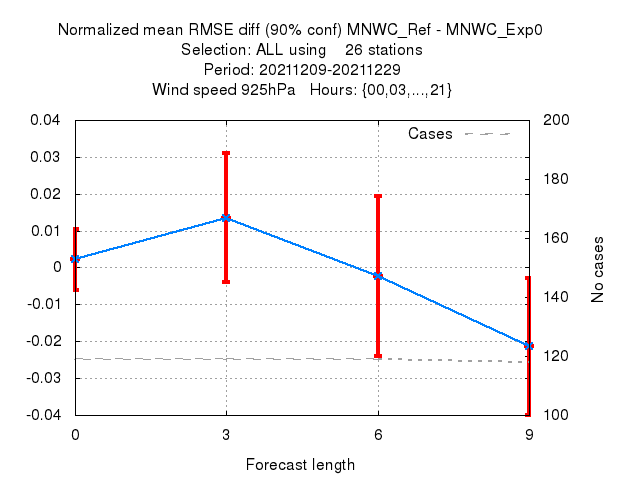 Normalized mean RMSE diff (90% conf) MNWC_Ref - MNWC_Exp0
Selection: ALL using 26 stations
Period: 20211209-20211229
Wind speed 925hPa Hours: {00,03,...,21}
Cases
0.04
0.03
0.02
0.01
0
-0.01
-0.02
-0.03
-0.04
200
180
160
140
120
100
No cases
0
3
6
9
Forecast length